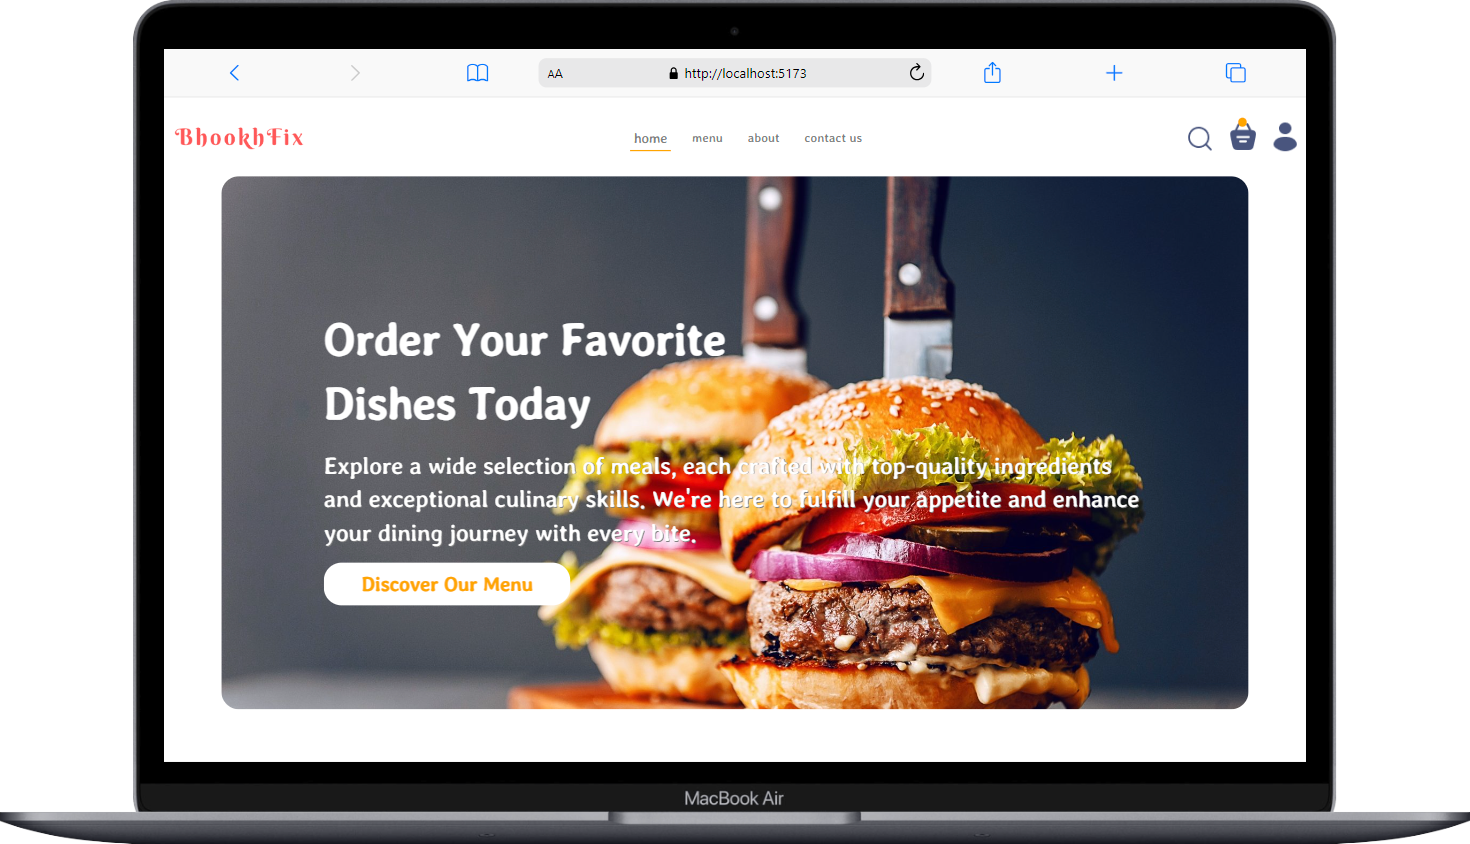 AA
http://localhost:5173
BhookhFix
home menu about contact us
Order Your Favorite
Dishes Today
Explore a wide selection of meals, each crafted with top-quality ingredients
and exceptional culinary skills. We're here to fulfill your appetite and enhance
your dining journey with every bite.
Discover Our Menu
MacBook Air